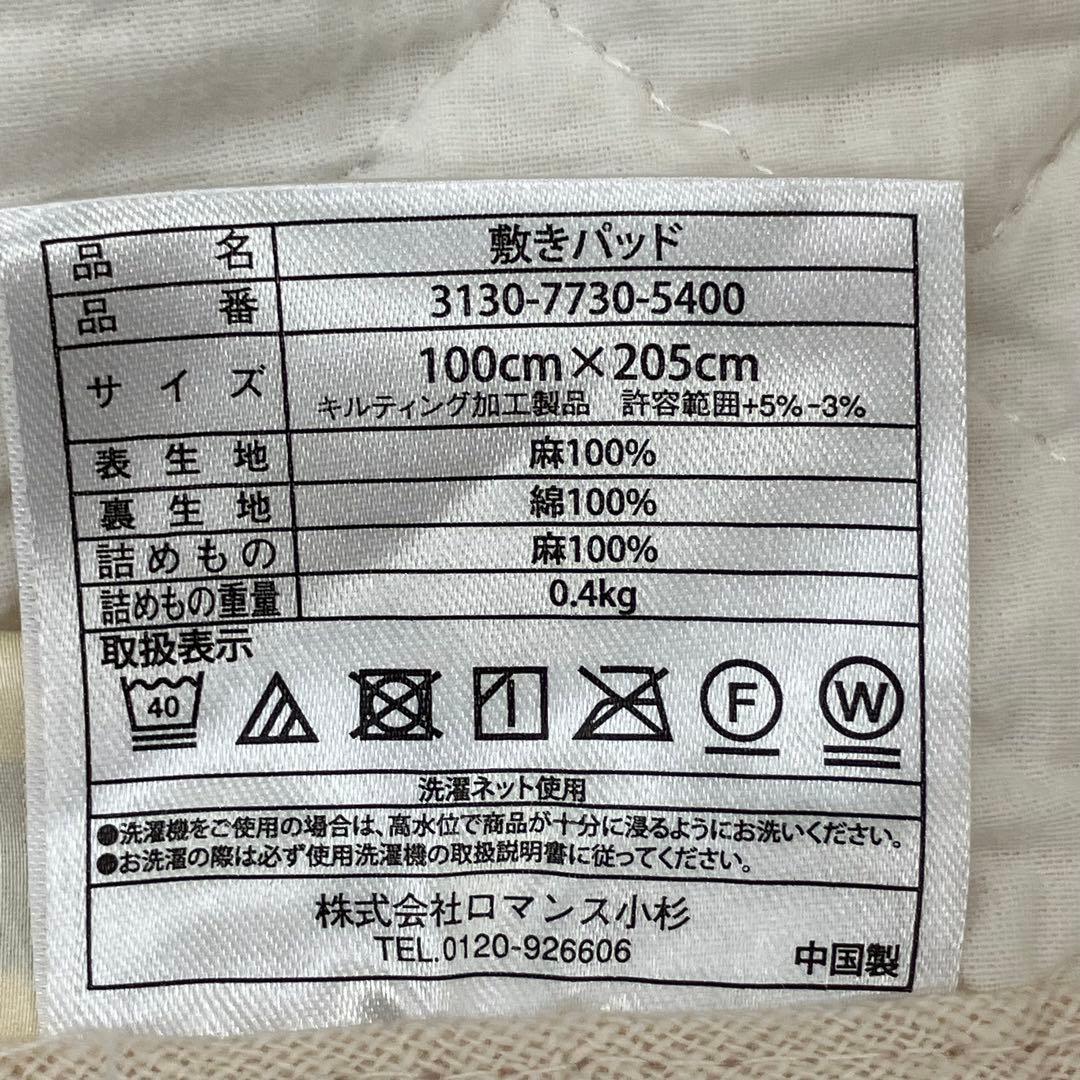 品名 敷きパッド
品番 3130-7730-5400
サイズ 100cm×205cm
キルティング加工製品 許容範囲+5%-3%
表生地 麻100%
裏生地 綿100%
詰めもの 麻100%
詰めもの重量 0.4kg
取扱表示
40 F W
洗濯ネット使用
●洗濯機をご使用の場合は、高水位で商品が十分に浸るようにお洗いください。
●お洗濯の際は必ず使用洗濯機の取扱説明書に従ってください。
株式会社ロマンス小杉
TEL.0120-926606
中国製